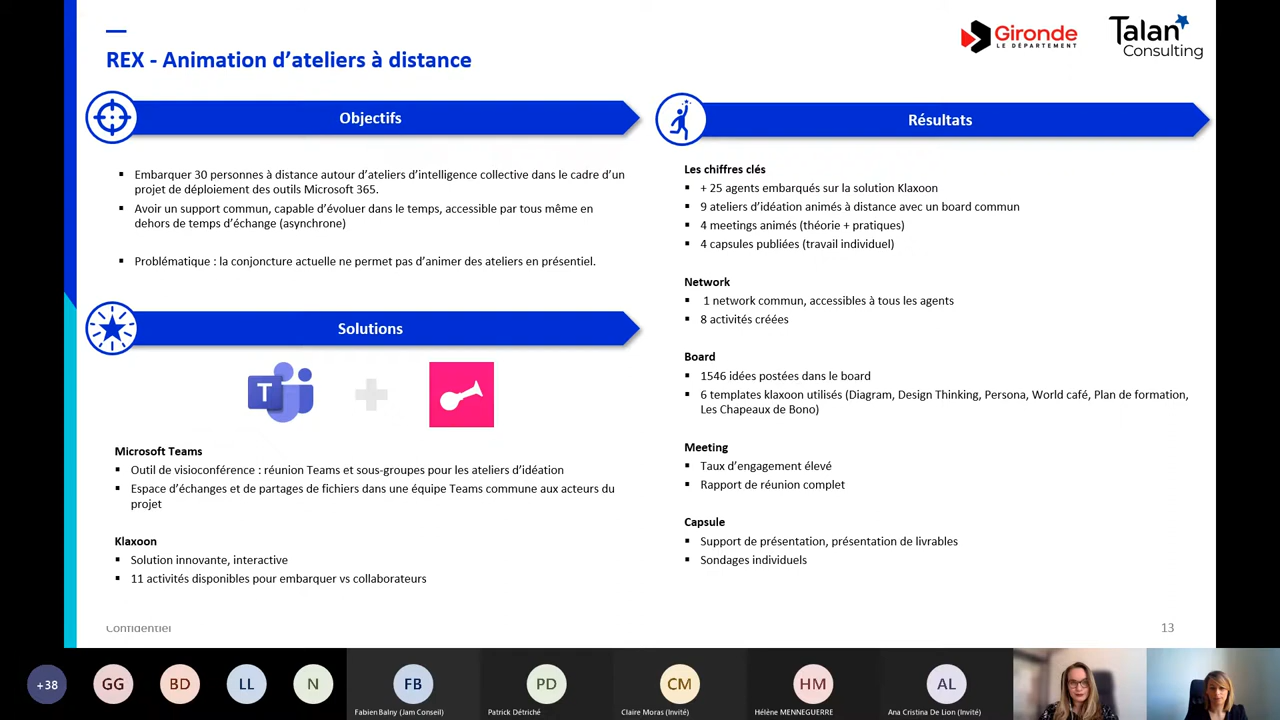 REX - Animation d’ateliers à distance
Gironde
LE DÉPARTEMENT
Talan
Consulting
Objectifs
▪ Embarquer 30 personnes à distance autour d’ateliers d’intelligence collective dans le cadre d’un
projet de déploiement des outils Microsoft 365.
▪ Avoir un support commun, capable d’évoluer dans le temps, accessible par tous même en
dehors de temps d’échange (asynchrone)
▪ Problématique : la conjoncture actuelle ne permet pas d’animer des ateliers en présentiel.
Solutions
T
Microsoft Teams
▪ Outil de visioconférence : réunion Teams et sous-groupes pour les ateliers d’idéation
▪ Espace d’échanges et de partages de fichiers dans une équipe Teams commune aux acteurs du
projet
Klaxoon
▪ Solution innovante, interactive
▪ 11 activités disponibles pour embarquer vs collaborateurs
Résultats
Les chiffres clés
▪ + 25 agents embarqués sur la solution Klaxoon
▪ 9 ateliers d’idéation animés à distance avec un board commun
▪ 4 meetings animés (théorie + pratiques)
▪ 4 capsules publiées (travail individuel)
Network
▪ 1 network commun, accessibles à tous les agents
▪ 8 activités créées
Board
▪ 1546 idées postées dans le board
▪ 6 templates klaxoon utilisés (Diagram, Design Thinking, Persona, World café, Plan de formation,
Les Chapeaux de Bono)
Meeting
▪ Taux d’engagement élevé
▪ Rapport de réunion complet
Capsule
▪ Support de présentation, présentation de livrables
▪ Sondages individuels
Confidentiel
13
+38
GG
BD
LL
N
FB
PD
CM
HM
AL
Fabien Balny (Jam Conseil)
Patrick Détriché
Claire Moras (Invité)
Hélène MENNEGUERRE
Ana Cristina De Lion (Invité)